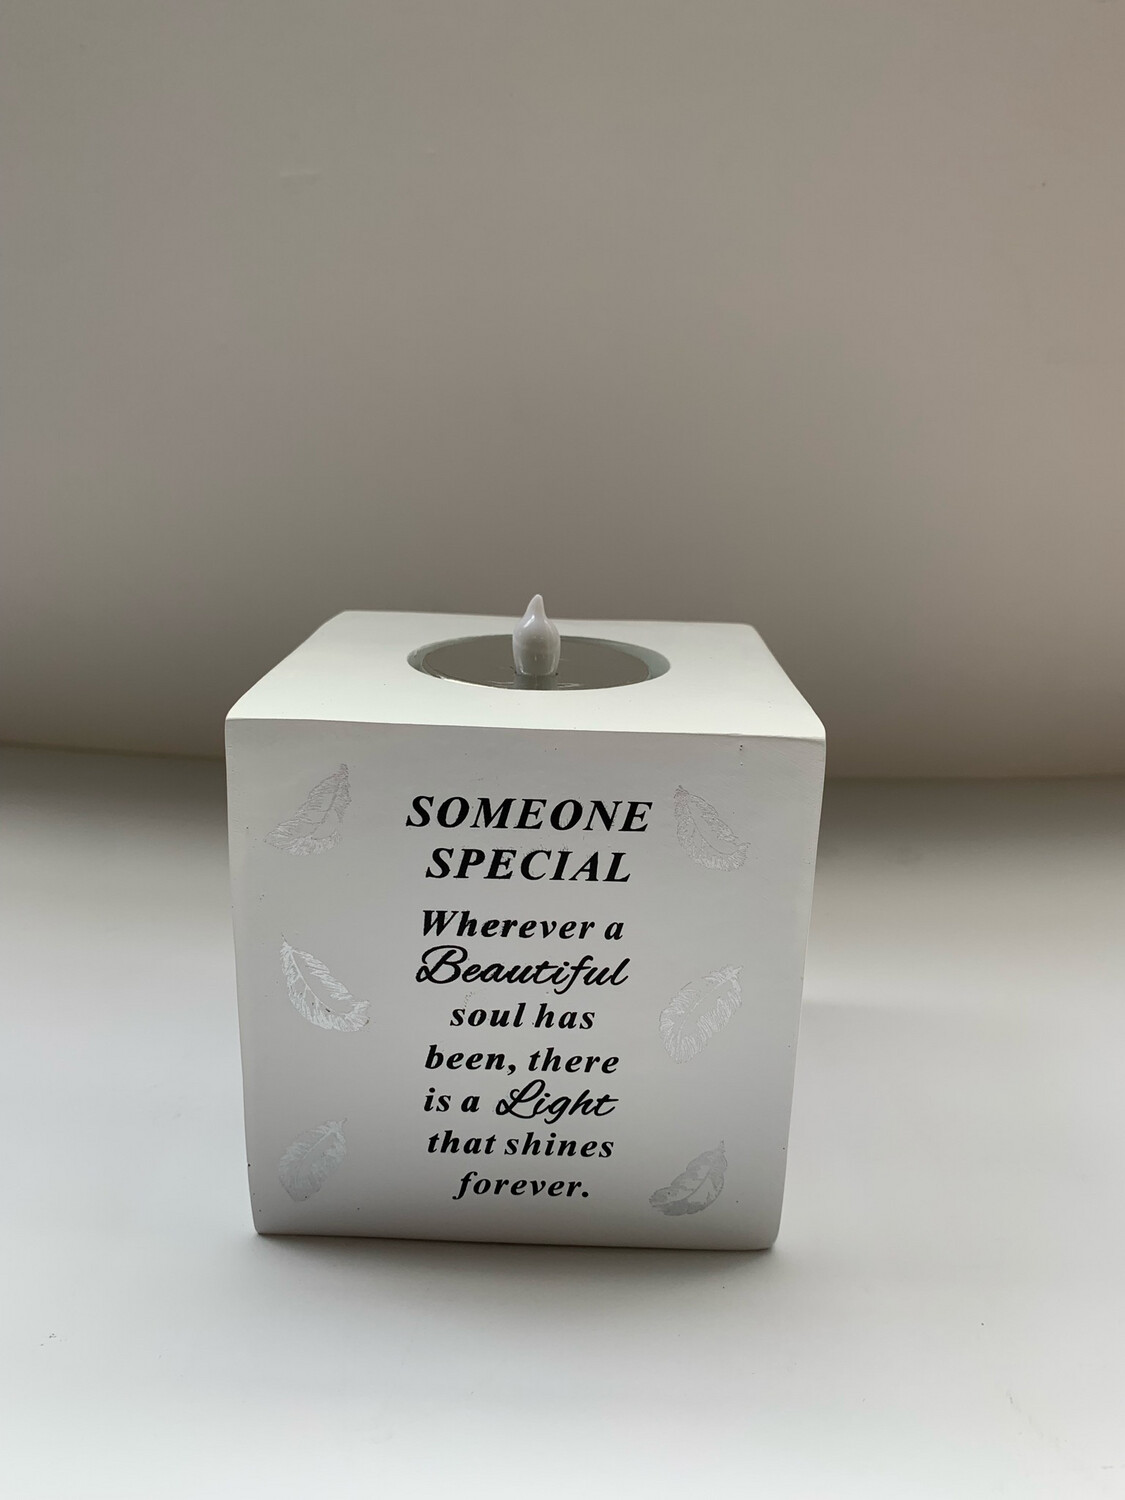 SOMEONE
SPECIAL
Wherever a
Beautiful
soul has
been, there
is a Light
that shines
forever.